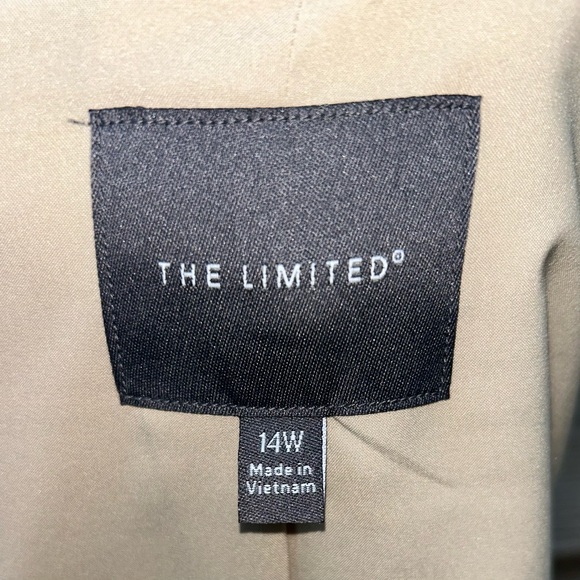 THE LIMITED®
14W
Made in
Vietnam